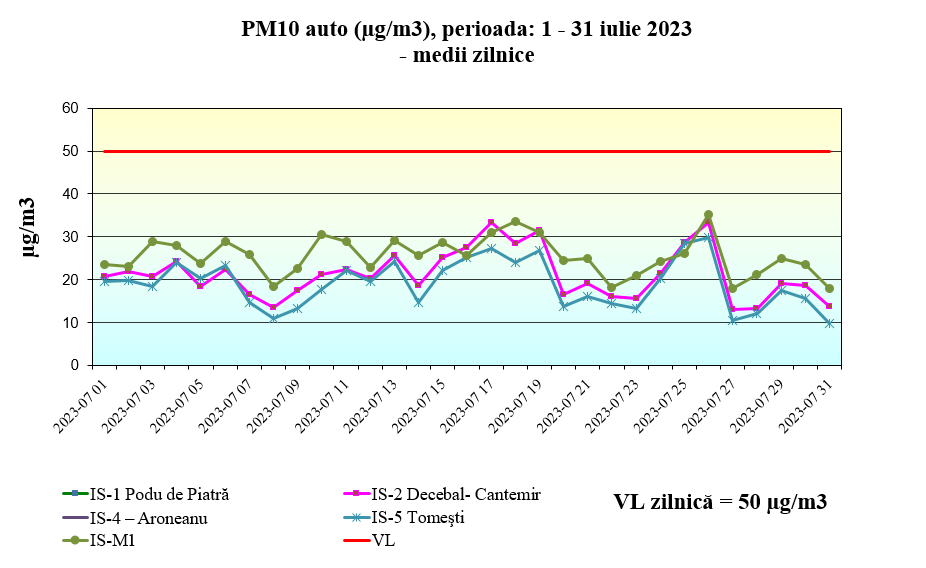 PM10 auto (µg/m3), perioada: 1 - 31 iulie 2023
- medii zilnice
µg/m3
60
50
40
30
20
10
0
2023-07 01
2023-07 03
2023-07 05
2023-07 07
2023-07 09
2023-07 11
2023-07 13
2023-07 15
2023-07 17
2023-07 19
2023-07 21
2023-07 23
2023-07 25
2023-07 27
2023-07 29
2023-07 31
IS-1 Podu de Piatră
IS-2 Decebal- Cantemir
IS-4 – Aroneanu
IS-5 Tomeşti
IS-M1
VL
VL zilnică = 50 µg/m3